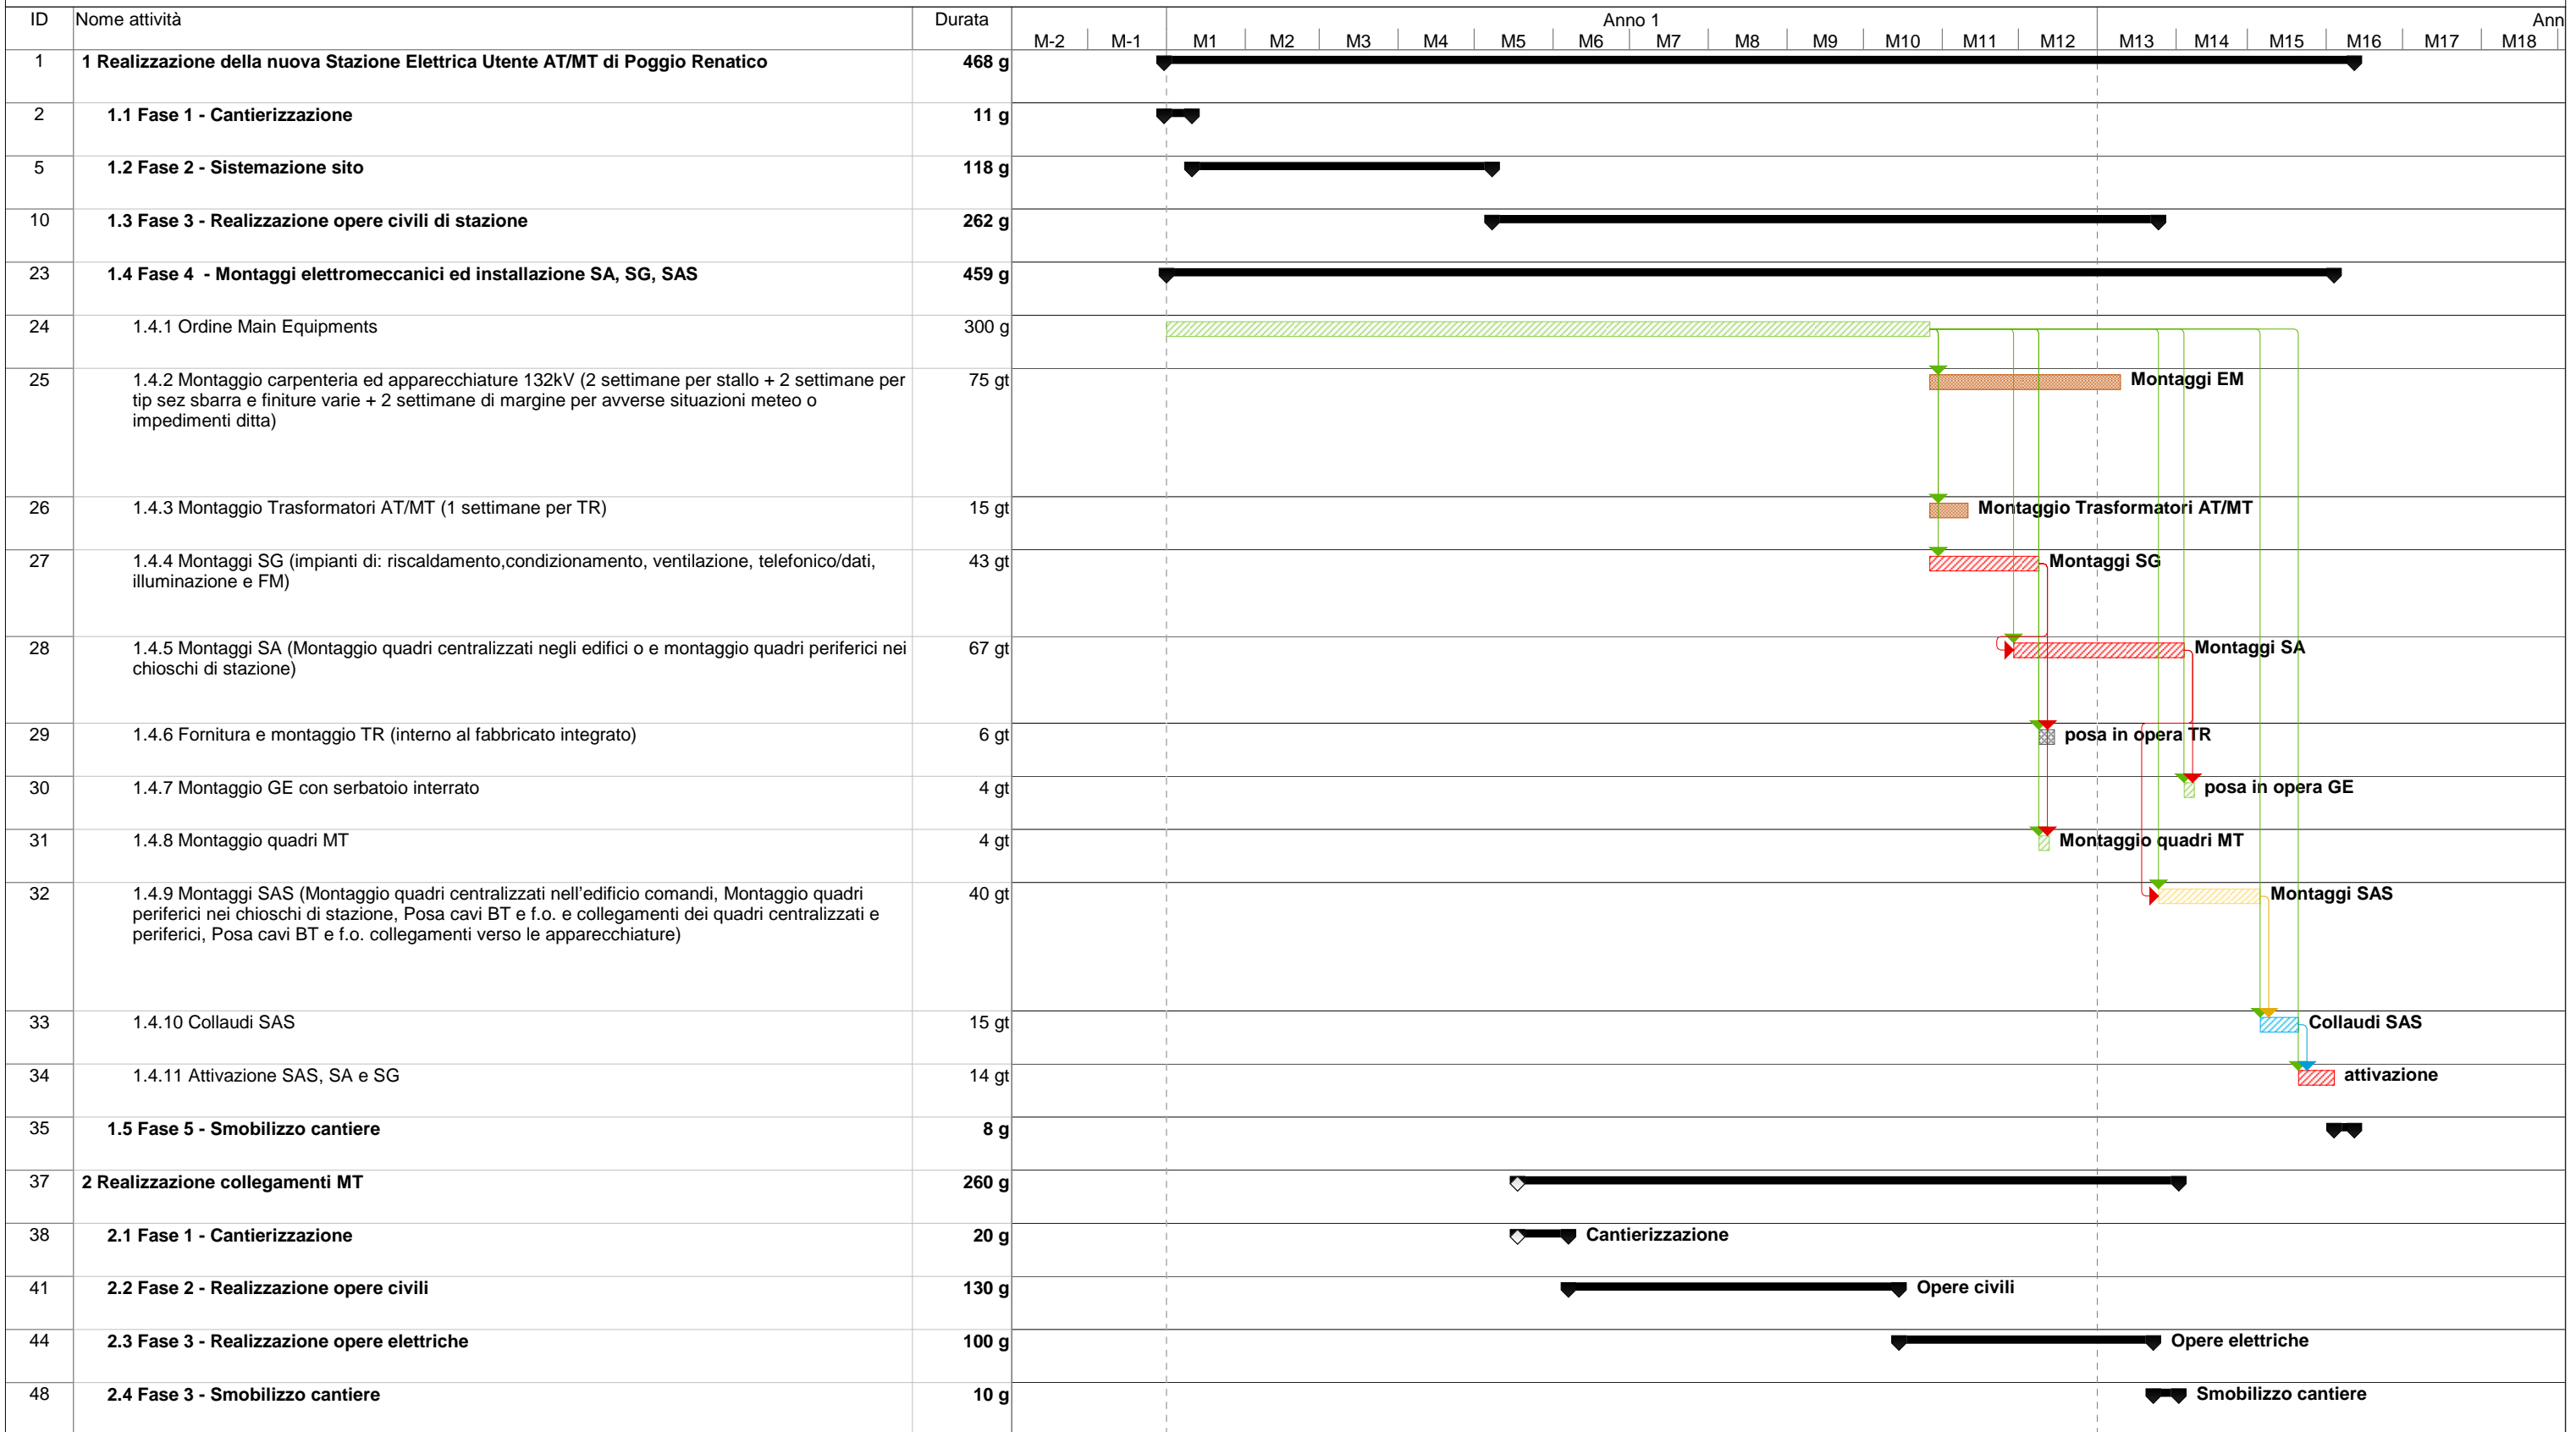 ID Nome attività Durata Anno 1 Ann
M-2 M-1 M1 M2 M3 M4 M5 M6 M7 M8 M9 M10 M11 M12 M13 M14 M15 M16 M17 M18
1 1 Realizzazione della nuova Stazione Elettrica Utente AT/MT di Poggio Renatico 468 g
2 1.1 Fase 1 - Cantierizzazione 11 g
5 1.2 Fase 2 - Sistemazione sito 118 g
10 1.3 Fase 3 - Realizzazione opere civili di stazione 262 g
23 1.4 Fase 4 - Montaggi elettromeccanici ed installazione SA, SG, SAS 459 g
24 1.4.1 Ordine Main Equipments 300 g
25 1.4.2 Montaggio carpenteria ed apparecchiature 132kV (2 settimane per stallo + 2 settimane per 75 gt Montaggi EM
tip sez sbarra e finiture varie + 2 settimane di margine per avverse situazioni meteo o
impedimenti ditta)
26 1.4.3 Montaggio Trasformatori AT/MT (1 settimane per TR) 15 gt Montaggio Trasformatori AT/MT
27 1.4.4 Montaggi SG (impianti di: riscaldamento,condizionamento, ventilazione, telefonico/dati, 43 gt Montaggi SG
illuminazione e FM)
28 1.4.5 Montaggi SA (Montaggio quadri centralizzati negli edifici o e montaggio quadri periferici nei 67 gt Montaggi SA
chioschi di stazione)
29 1.4.6 Fornitura e montaggio TR (interno al fabbricato integrato) 6 gt posa in opera TR
30 1.4.7 Montaggio GE con serbatoio interrato 4 gt posa in opera GE
31 1.4.8 Montaggio quadri MT 4 gt Montaggio quadri MT
32 1.4.9 Montaggi SAS (Montaggio quadri centralizzati nell'edificio comandi, Montaggio quadri 40 gt Montaggi SAS
periferici nei chioschi di stazione, Posa cavi BT e f.o. e collegamenti dei quadri centralizzati e
periferici, Posa cavi BT e f.o. collegamenti verso le apparecchiature)
33 1.4.10 Collaudi SAS 15 gt Collaudi SAS
34 1.4.11 Attivazione SAS, SA e SG 14 gt attivazione
35 1.5 Fase 5 - Smobilizzo cantiere 8 g
37 2 Realizzazione collegamenti MT 260 g
38 2.1 Fase 1 - Cantierizzazione 20 g Cantierizzazione
41 2.2 Fase 2 - Realizzazione opere civili 130 g Opere civili
44 2.3 Fase 3 - Realizzazione opere elettriche 100 g Opere elettriche
48 2.4 Fase 3 - Smobilizzo cantiere 10 g Smobilizzo cantiere